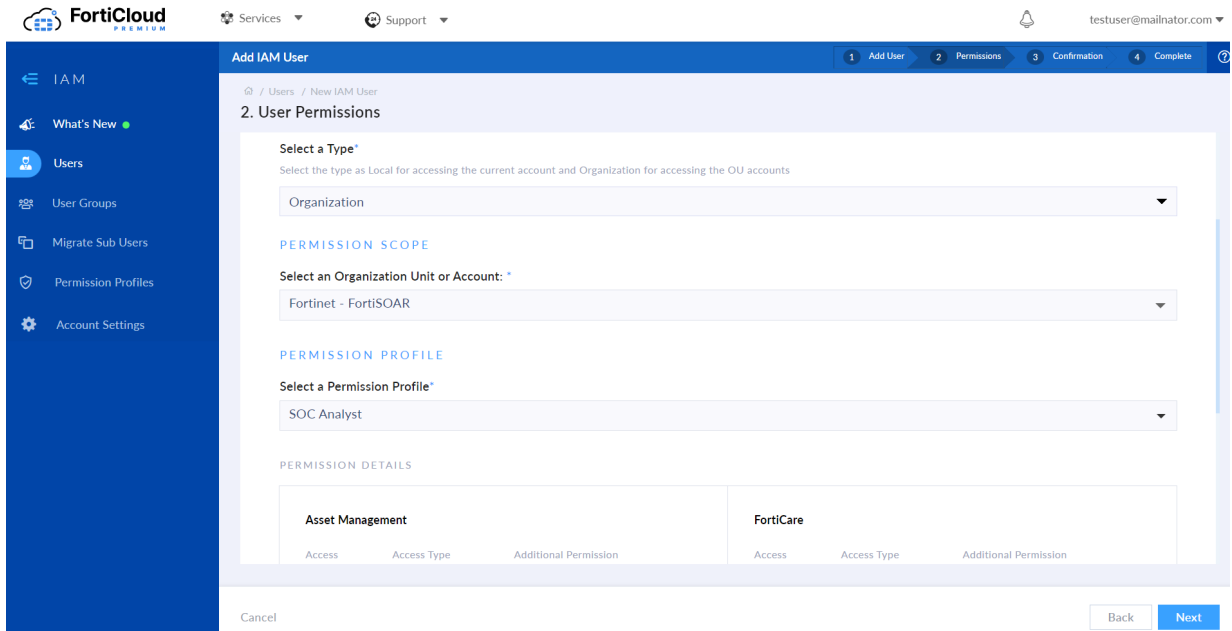 FortiCloud
PREMIUM
Services
Support
testuser@mailnator.com
IAM
What's New
Users
User Groups
Migrate Sub Users
Permission Profiles
Account Settings
Add IAM User
1 Add User 2 Permissions 3 Confirmation 4 Complete
/ Users / New IAM User
2. User Permissions
Select a Type*
Select the type as Local for accessing the current account and Organization for accessing the OU accounts
Organization
PERMISSION SCOPE
Select an Organization Unit or Account: *
Fortinet - FortiSOAR
PERMISSION PROFILE
Select a Permission Profile*
SOC Analyst
PERMISSION DETAILS
Asset Management
Access Access Type Additional Permission
FortiCare
Access Access Type Additional Permission
Cancel
Back
Next